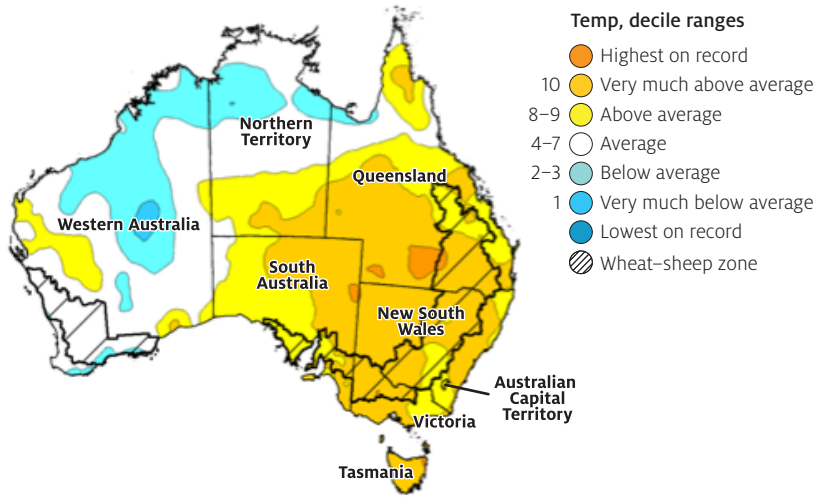 Temp, decile ranges
Highest on record
10 Very much above average
8–9 Above average
4–7 Average
2–3 Below average
1 Very much below average
Lowest on record
Wheat–sheep zone
Northern
Territory
Queensland
Western Australia
South
Australia
New South
Wales
Australian
Capital
Territory
Victoria
Tasmania